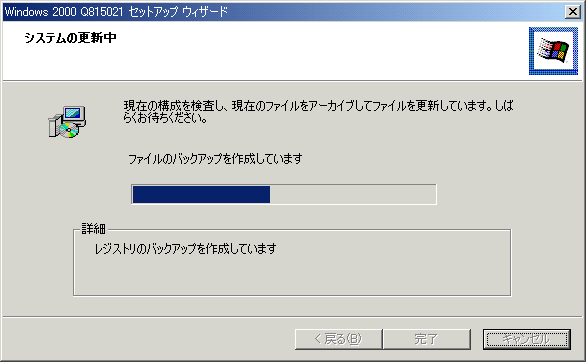 Windows 2000 Q815021 セットアップ ウィザード
システムの更新中
現在の構成を検査し、現在のファイルをアーカイブしてファイルを更新しています。しば
らくお待ちください。
ファイルのバックアップを作成しています
詳細
レジストリのバックアップを作成しています
< 戻る(B)
完了
キャンセル